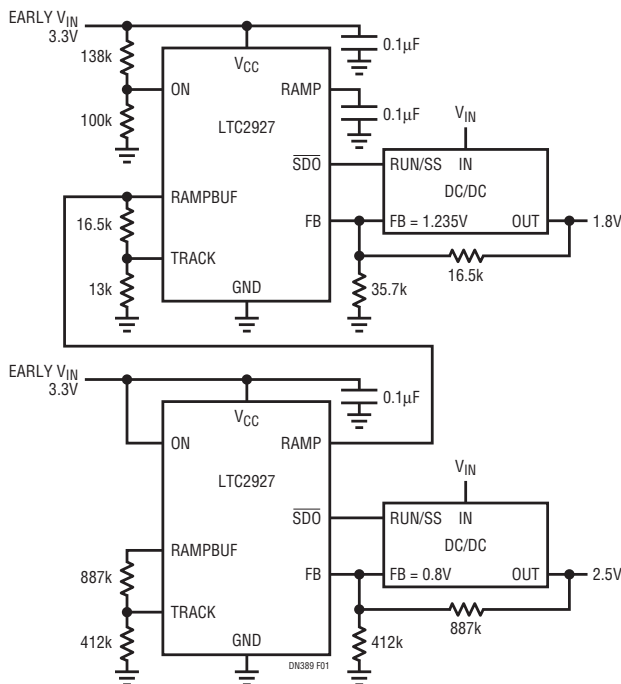 EARLY VIN
3.3V
138k
VCC
0.1µF
ON
RAMP
100k
LTC2927
0.1µF
VIN
SDO
RUN/SS IN
DC/DC
RAMPBUF
16.5k
FB
FB = 1.235V OUT
1.8V
TRACK
13k
GND
35.7k
16.5k
EARLY VIN
3.3V
VCC
0.1µF
ON
RAMP
LTC2927
VIN
SDO
RUN/SS IN
DC/DC
RAMPBUF
887k
FB
FB = 0.8V OUT
2.5V
TRACK
412k
GND
412k
887k
DN389 F01